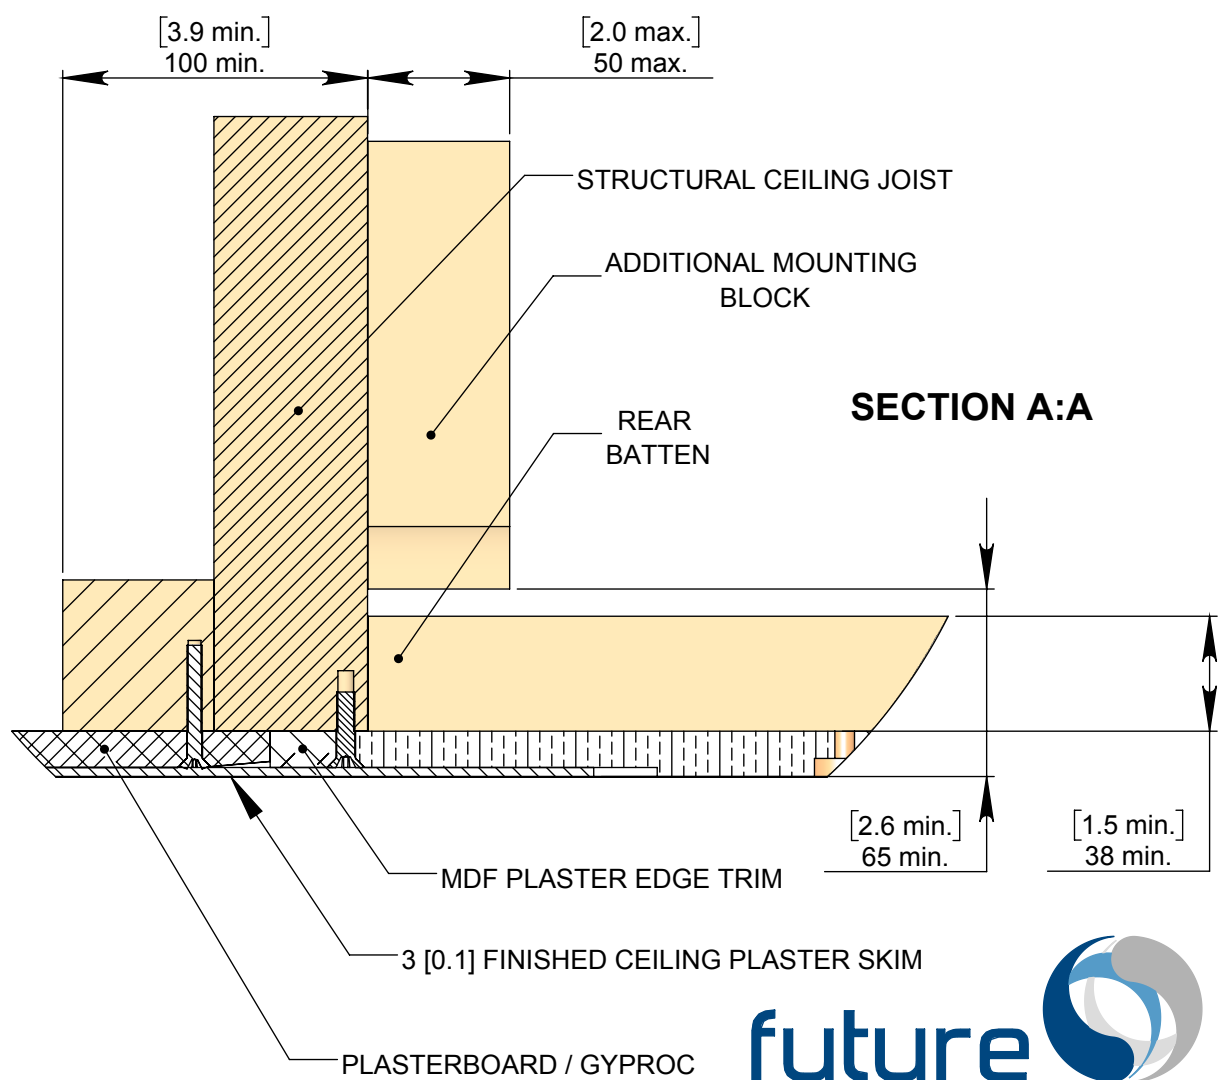 [3.9 min.]
100 min.
[2.0 max.]
50 max.
STRUCTURAL CEILING JOIST
ADDITIONAL MOUNTING
BLOCK
SECTION A:A
REAR
BATTEN
[2.6 min.]
65 min.
[1.5 min.]
38 min.
MDF PLASTER EDGE TRIM
3 [0.1] FINISHED CEILING PLASTER SKIM
PLASTERBOARD / GYPROC
future